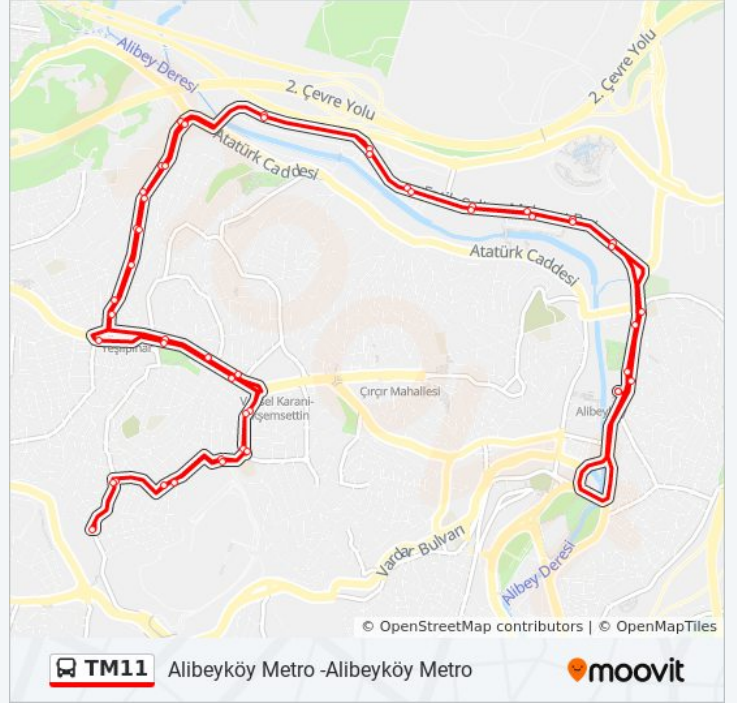 Alibey Deresi
2. Çevre Yolu
2. Çevre Yolu
Atatürk Caddesi
Atatürk Caddesi
Yeşilpınar
Çırçır Mahallesi
Karani-
Vardar Bulvarı
Alibey Deresi
© OpenStreetMap contributors | © OpenMapTiles
TM11 Alibeyköy Metro -Alibeyköy Metro moovit